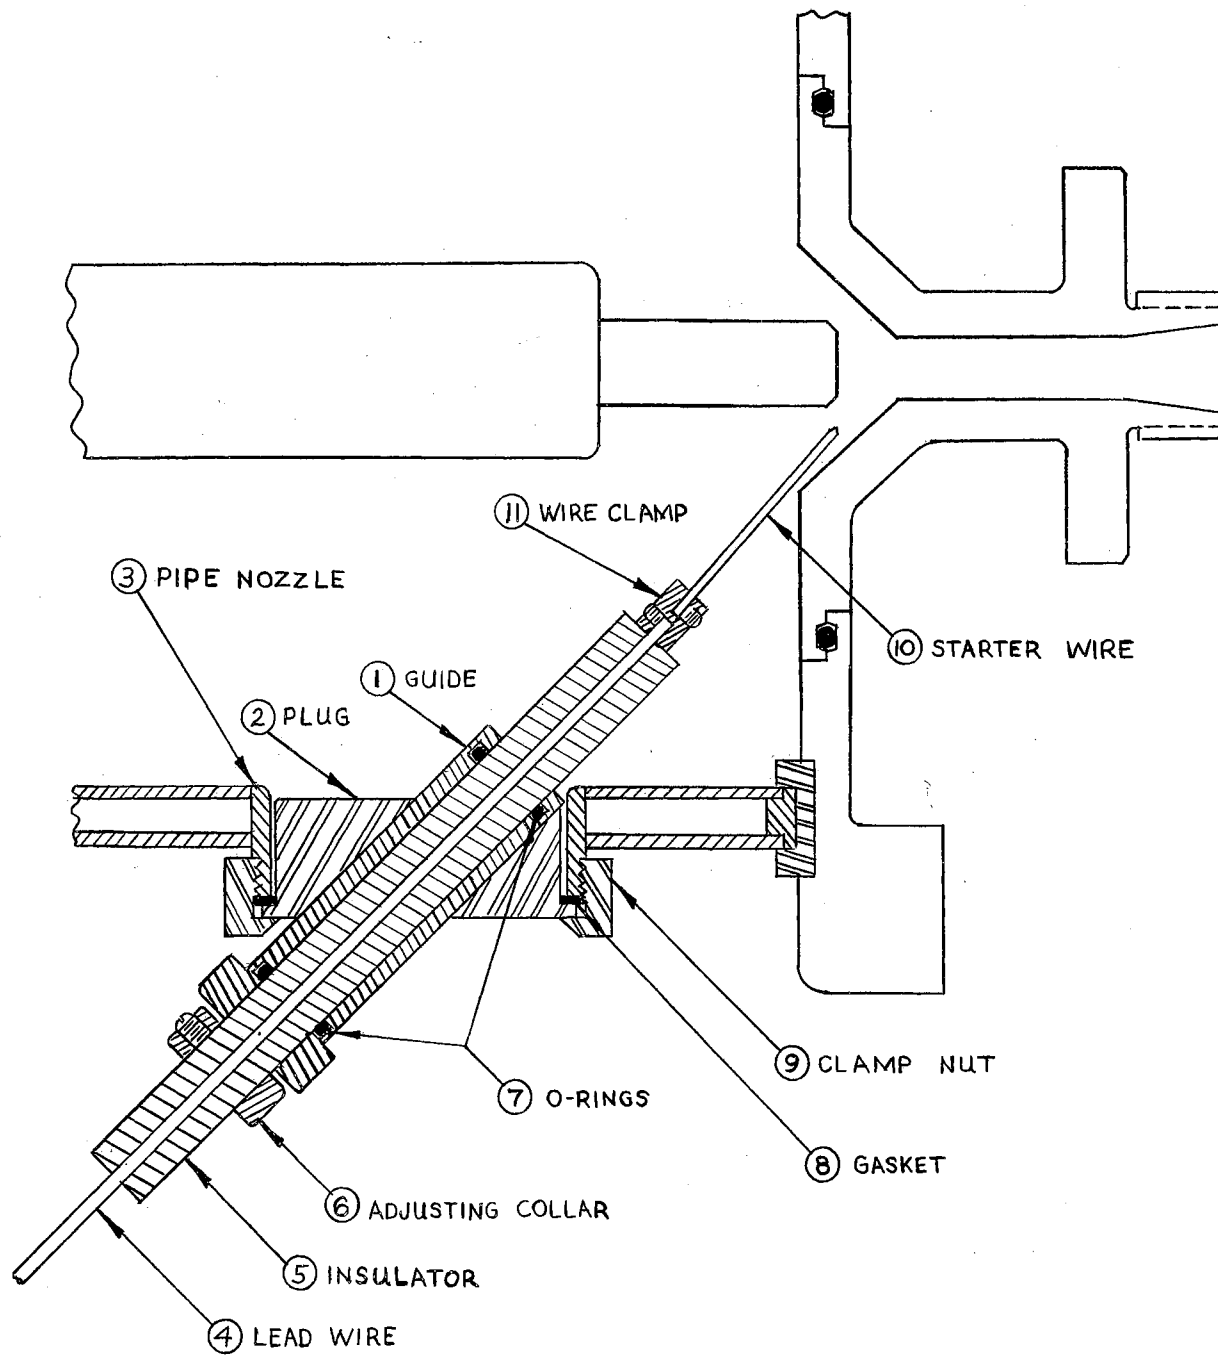 11 WIRE CLAMP
3 PIPE NOZZLE
10 STARTER WIRE
1 GUIDE
2 PLUG
9 CLAMP NUT
7 O-RINGS
8 GASKET
6 ADJUSTING COLLAR
5 INSULATOR
4 LEAD WIRE